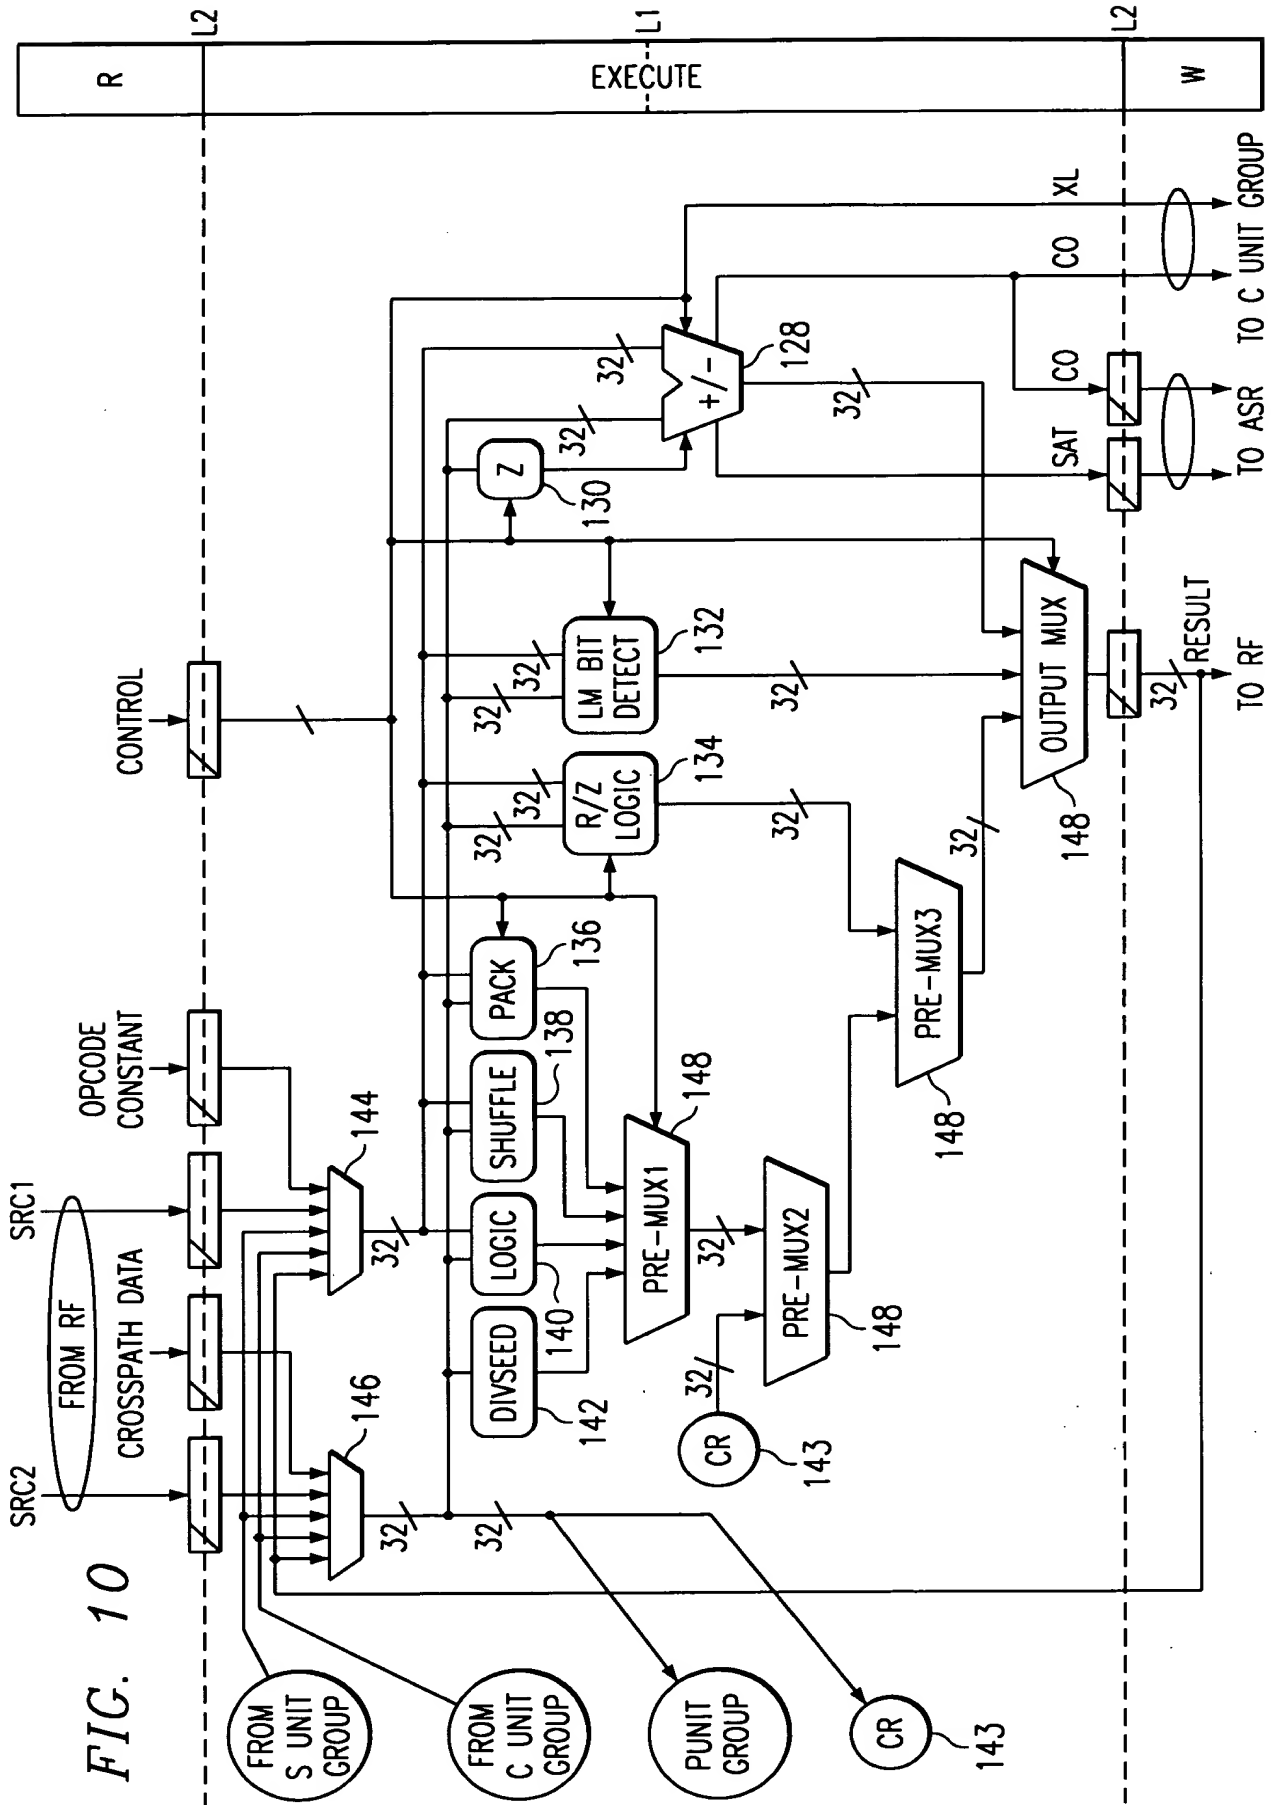 FIG. 10
SRC2
FROM RF
CROSSPATH DATA
SRC1
OPCODE
CONSTANT
CONTROL
L2
R
FROM
S UNIT
GROUP
146
144
32
32
32
FROM
C UNIT
GROUP
DIVSEED
142
LOGIC
140
SHUFFLE
138
PACK
136
32
32
R/Z
LOGIC
134
32
32
LM BIT
DETECT
132
Z
130
32
32
+/-
128
EXECUTE
L1
PUNIT
GROUP
CR
143
32
PRE-MUX1
148
32
PRE-MUX2
148
32
32
32
CR
143
PRE-MUX3
148
32
OUTPUT MUX
148
SAT
CO
CO
XL
L2
W
32
RESULT
TO RF
TO ASR
TO C UNIT GROUP